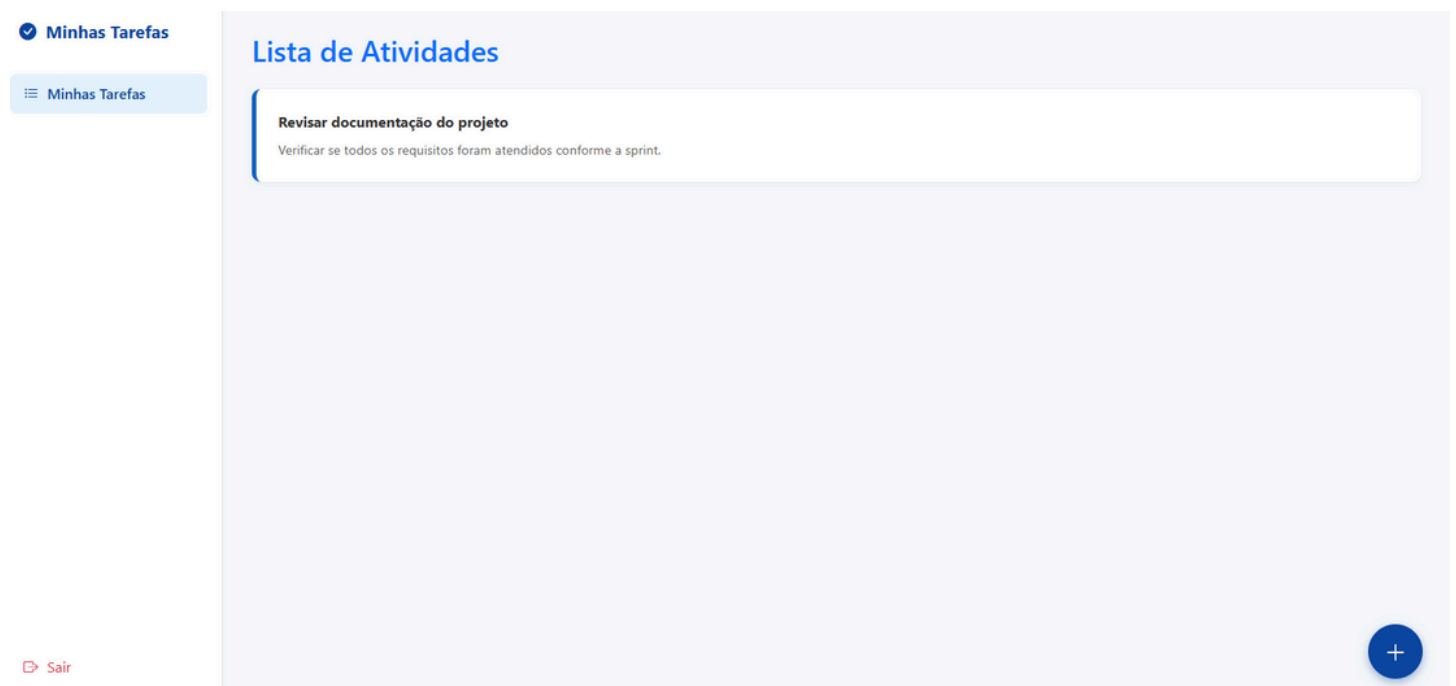 Minhas Tarefas
Minhas Tarefas
Sair
Lista de Atividades
Revisar documentação do projeto
Verificar se todos os requisitos foram atendidos conforme a sprint.
+